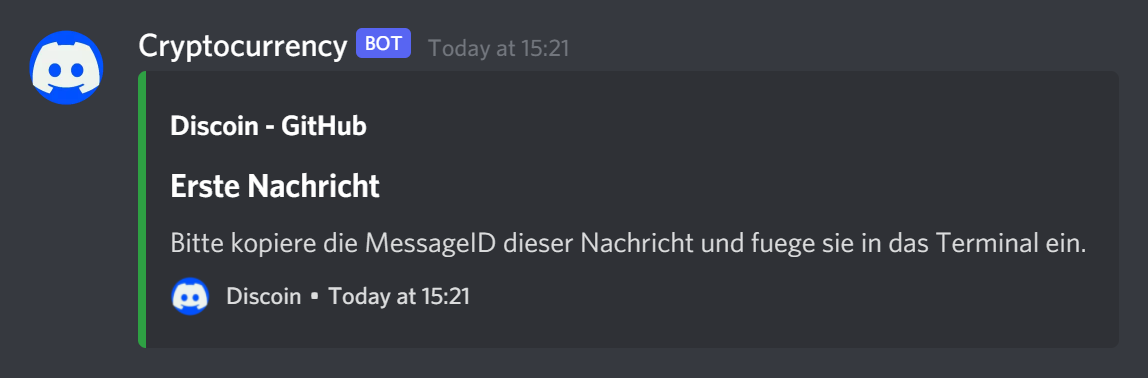 Cryptocurrency BOT Today at 15:21
Discoin - GitHub
Erste Nachricht
Bitte kopiere die MessageID dieser Nachricht und fuege sie in das Terminal ein.
Discoin • Today at 15:21